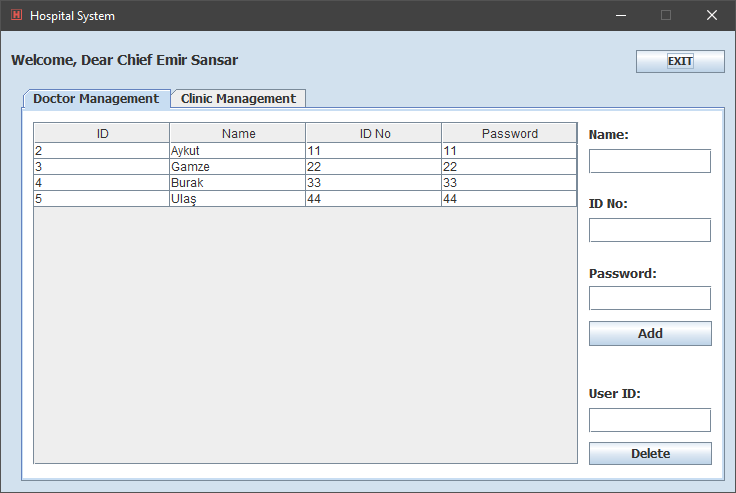 H Hospital System
Welcome, Dear Chief Emir Sansar
EXIT
Doctor Management Clinic Management
ID Name ID No Password
2 Aykut 11 11
3 Gamze 22 22
4 Burak 33 33
5 Ulaş 44 44
Name:
ID No:
Password:
Add
User ID:
Delete